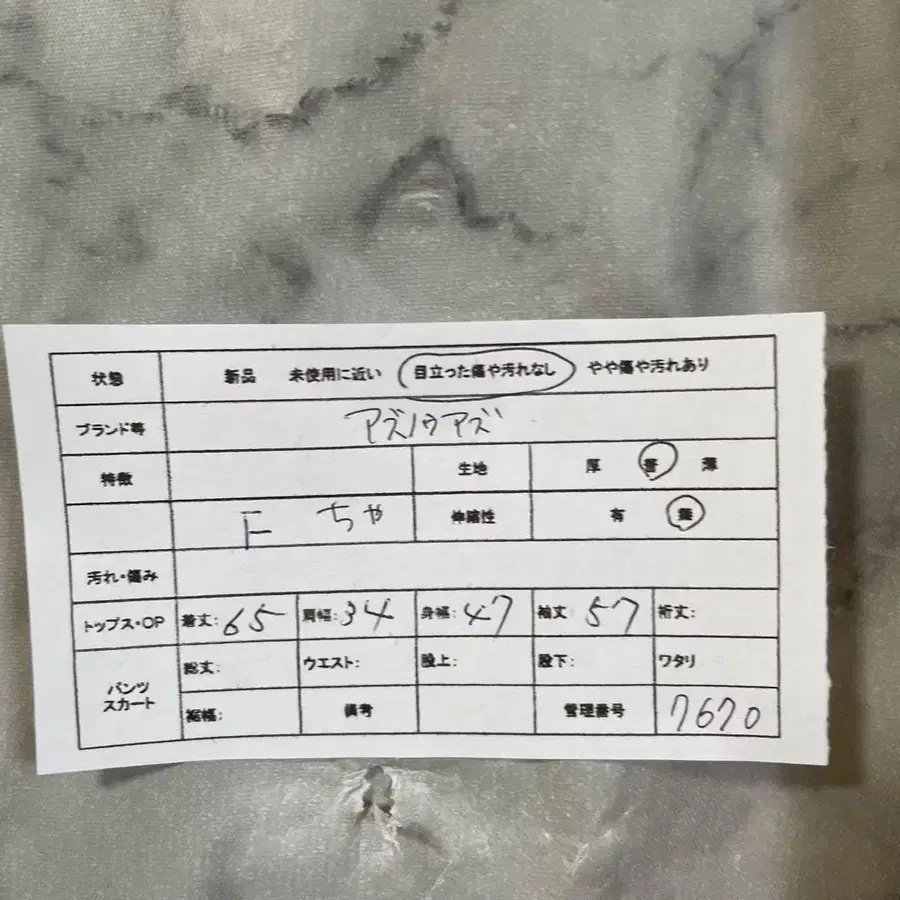 状態 新品 未使用に近い 目立った傷や汚れなし やや傷や汚れあり
ブランド等 アズノウアズ
特徴 生地 厚 普 薄
F ちゃ 伸縮性 有 無
汚れ・傷み
トップス・OP 着丈: 65 肩幅: 34 身幅: 47 袖丈: 57 裄丈:
パンツ スカート 総丈: ウエスト: 股上: 股下: ワタリ
裾幅: 備考 管理番号 7670